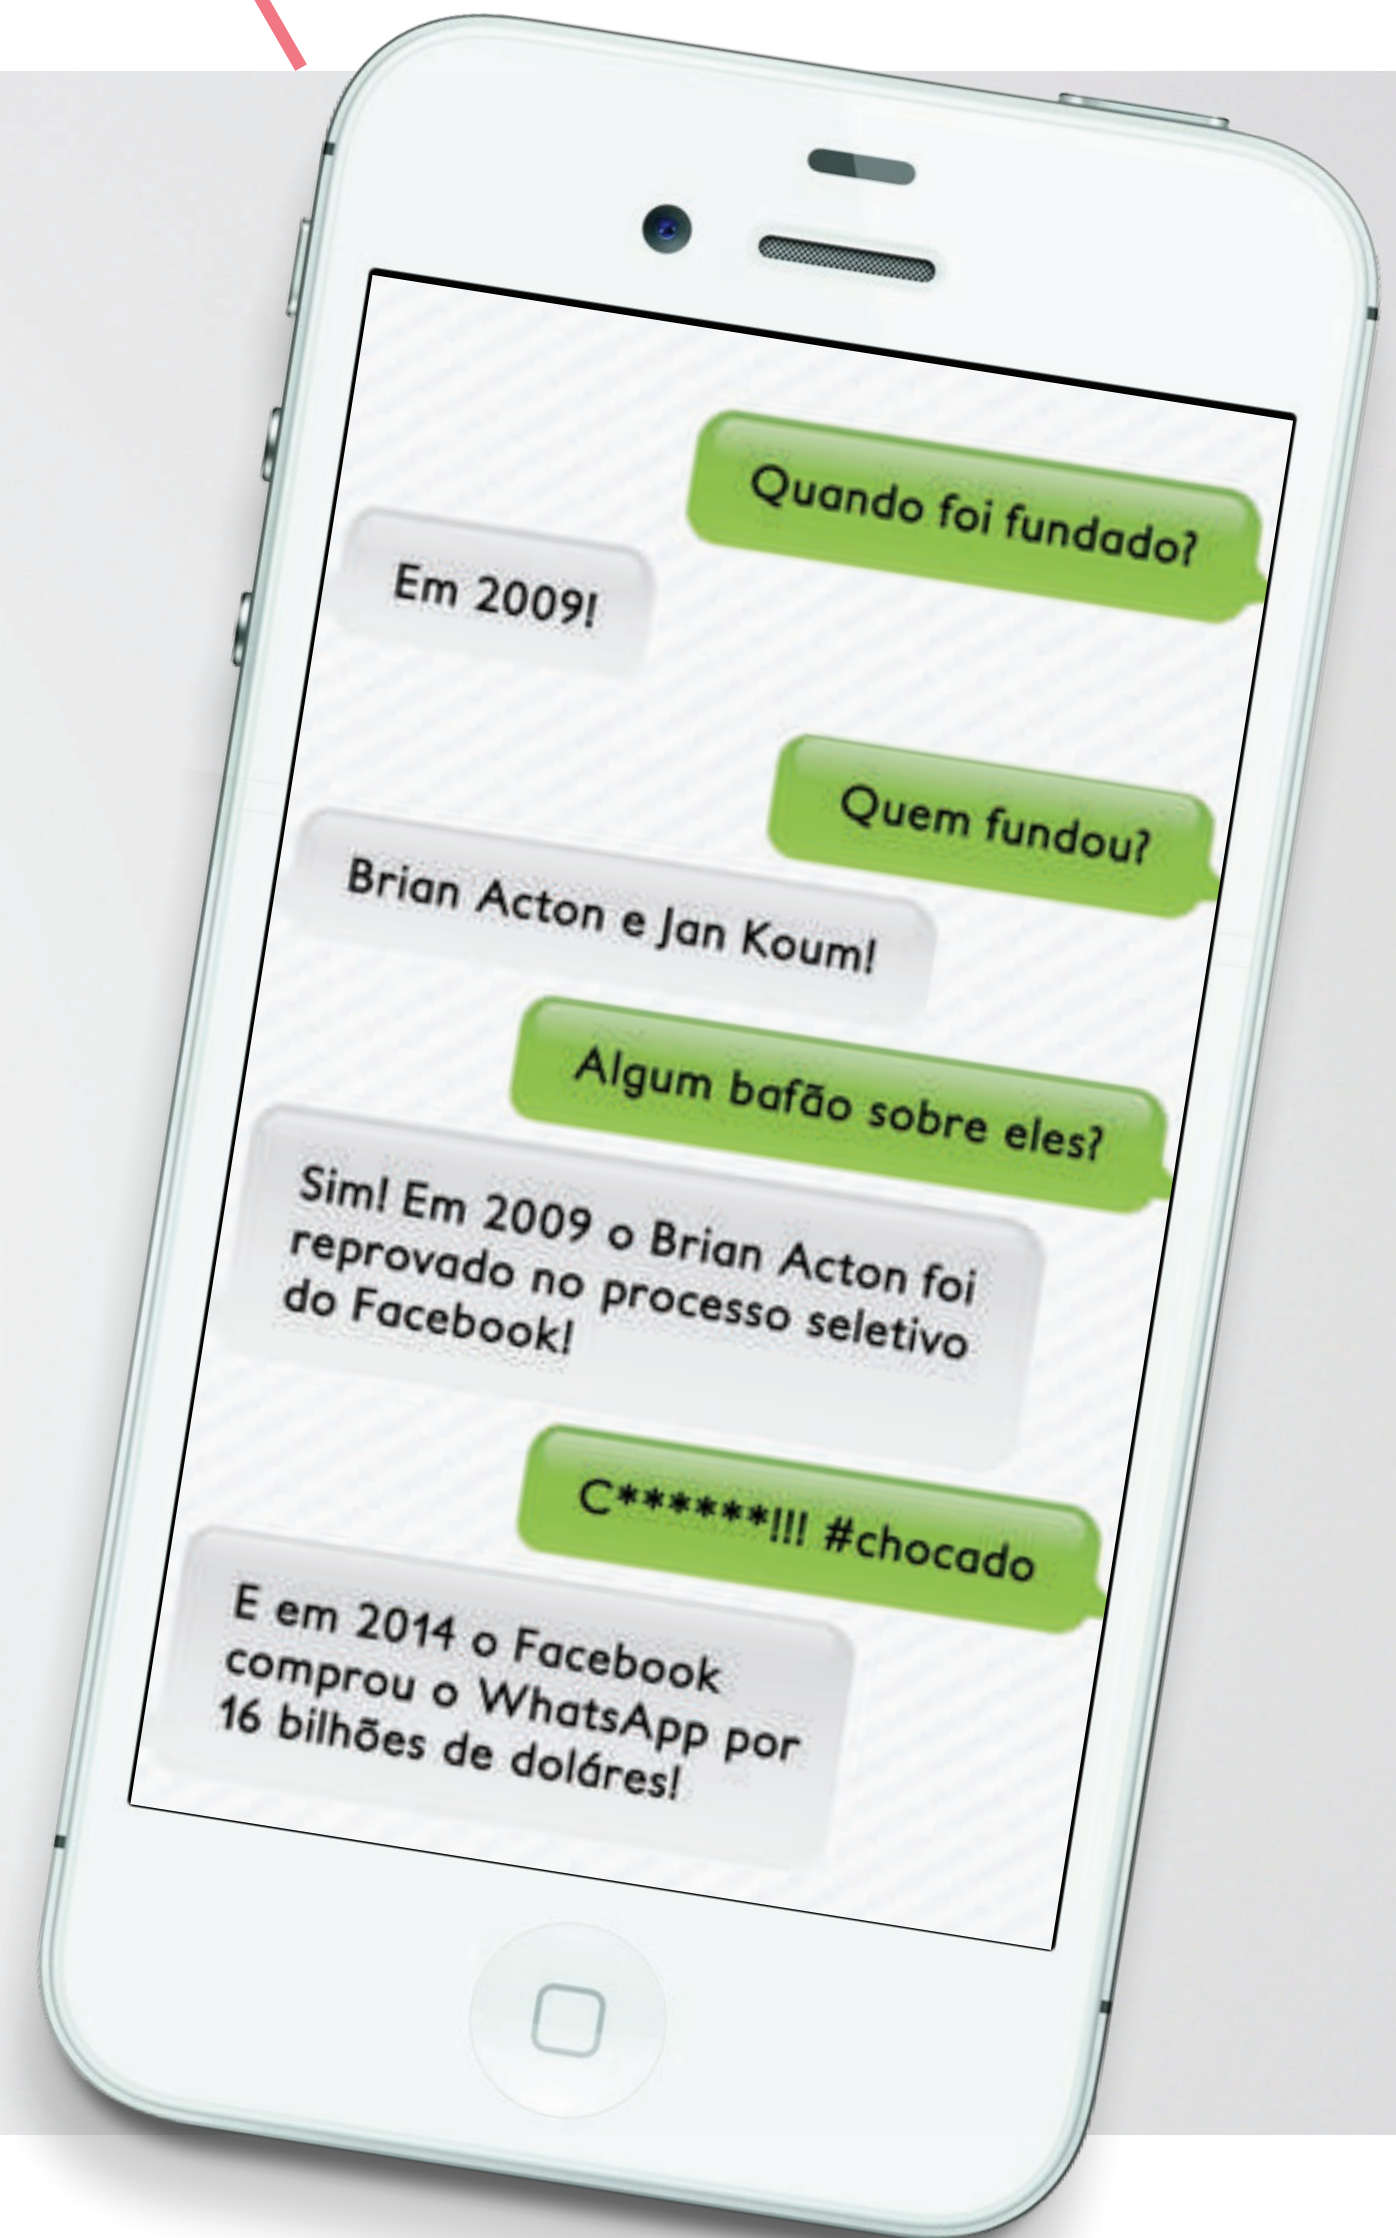 Quando foi fundado?
Em 2009!
Quem fundou?
Brian Acton e Jan Koum!
Algum bafão sobre eles?
Sim! Em 2009 o Brian Acton foi
reprovado no processo seletivo
do Facebook!
C******!!! #chocado
E em 2014 o Facebook
comprou o WhatsApp por
16 bilhões de doláres!